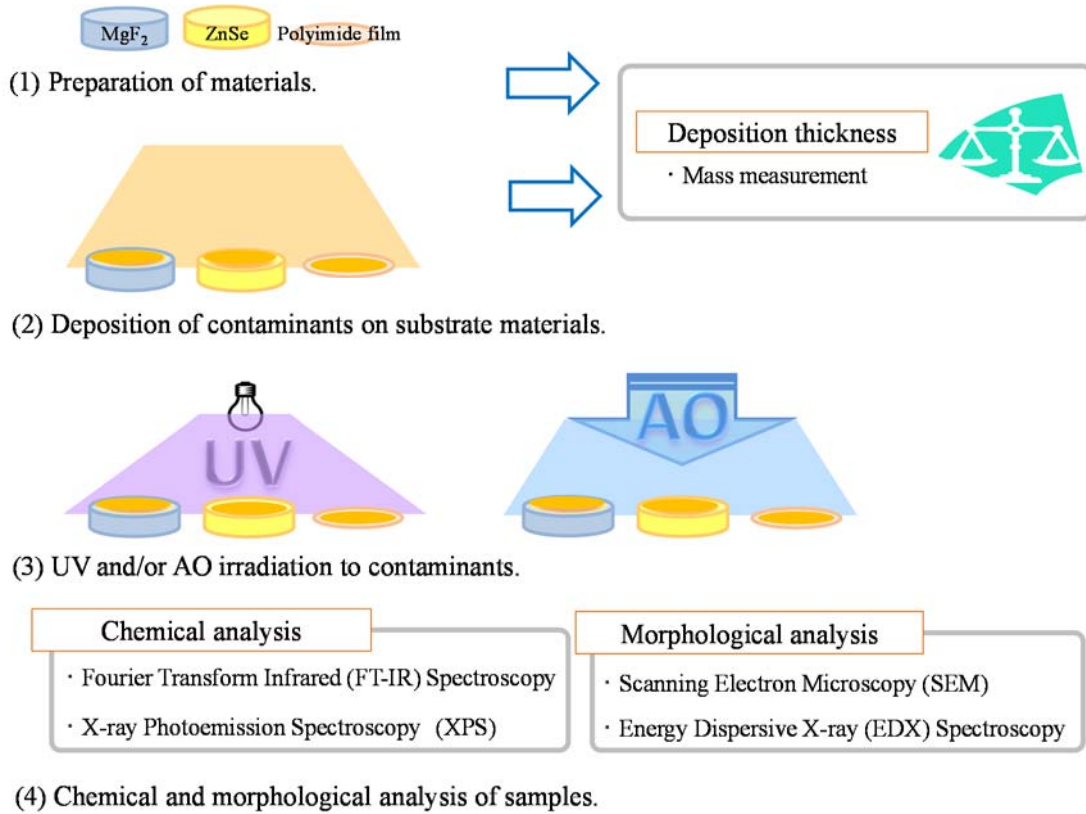 MgF₂ ZnSe Polyimide film
(1) Preparation of materials.
Deposition thickness
・Mass measurement
(2) Deposition of contaminants on substrate materials.
UV
AO
(3) UV and/or AO irradiation to contaminants.
Chemical analysis
・Fourier Transform Infrared (FT-IR) Spectroscopy
・X-ray Photoemission Spectroscopy (XPS)
Morphological analysis
・Scanning Electron Microscopy (SEM)
・Energy Dispersive X-ray (EDX) Spectroscopy
(4) Chemical and morphological analysis of samples.